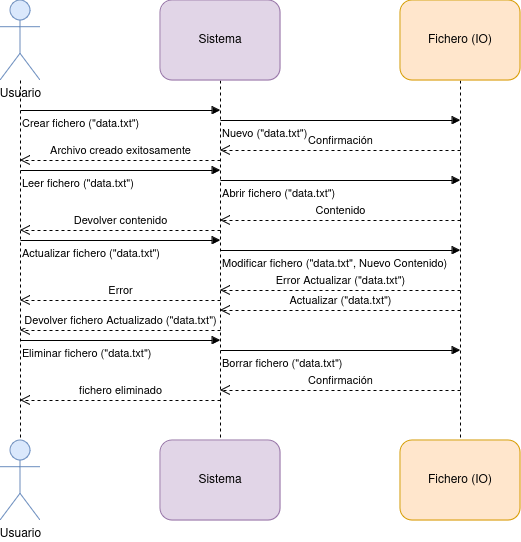 Sistema
Fichero (IO)
Usuario
Crear fichero ("data.txt")
Nuevo ("data.txt")
Confirmación
Archivo creado exitosamente
Leer fichero ("data.txt")
Abrir fichero ("data.txt")
Contenido
Devolver contenido
Actualizar fichero ("data.txt")
Modificar fichero ("data.txt", Nuevo Contenido)
Error Actualizar ("data.txt")
Error
Actualizar ("data.txt")
Devolver fichero Actualizado ("data.txt")
Eliminar fichero ("data.txt")
Borrar fichero ("data.txt")
Confirmación
fichero eliminado
Sistema
Fichero (IO)
Usuario